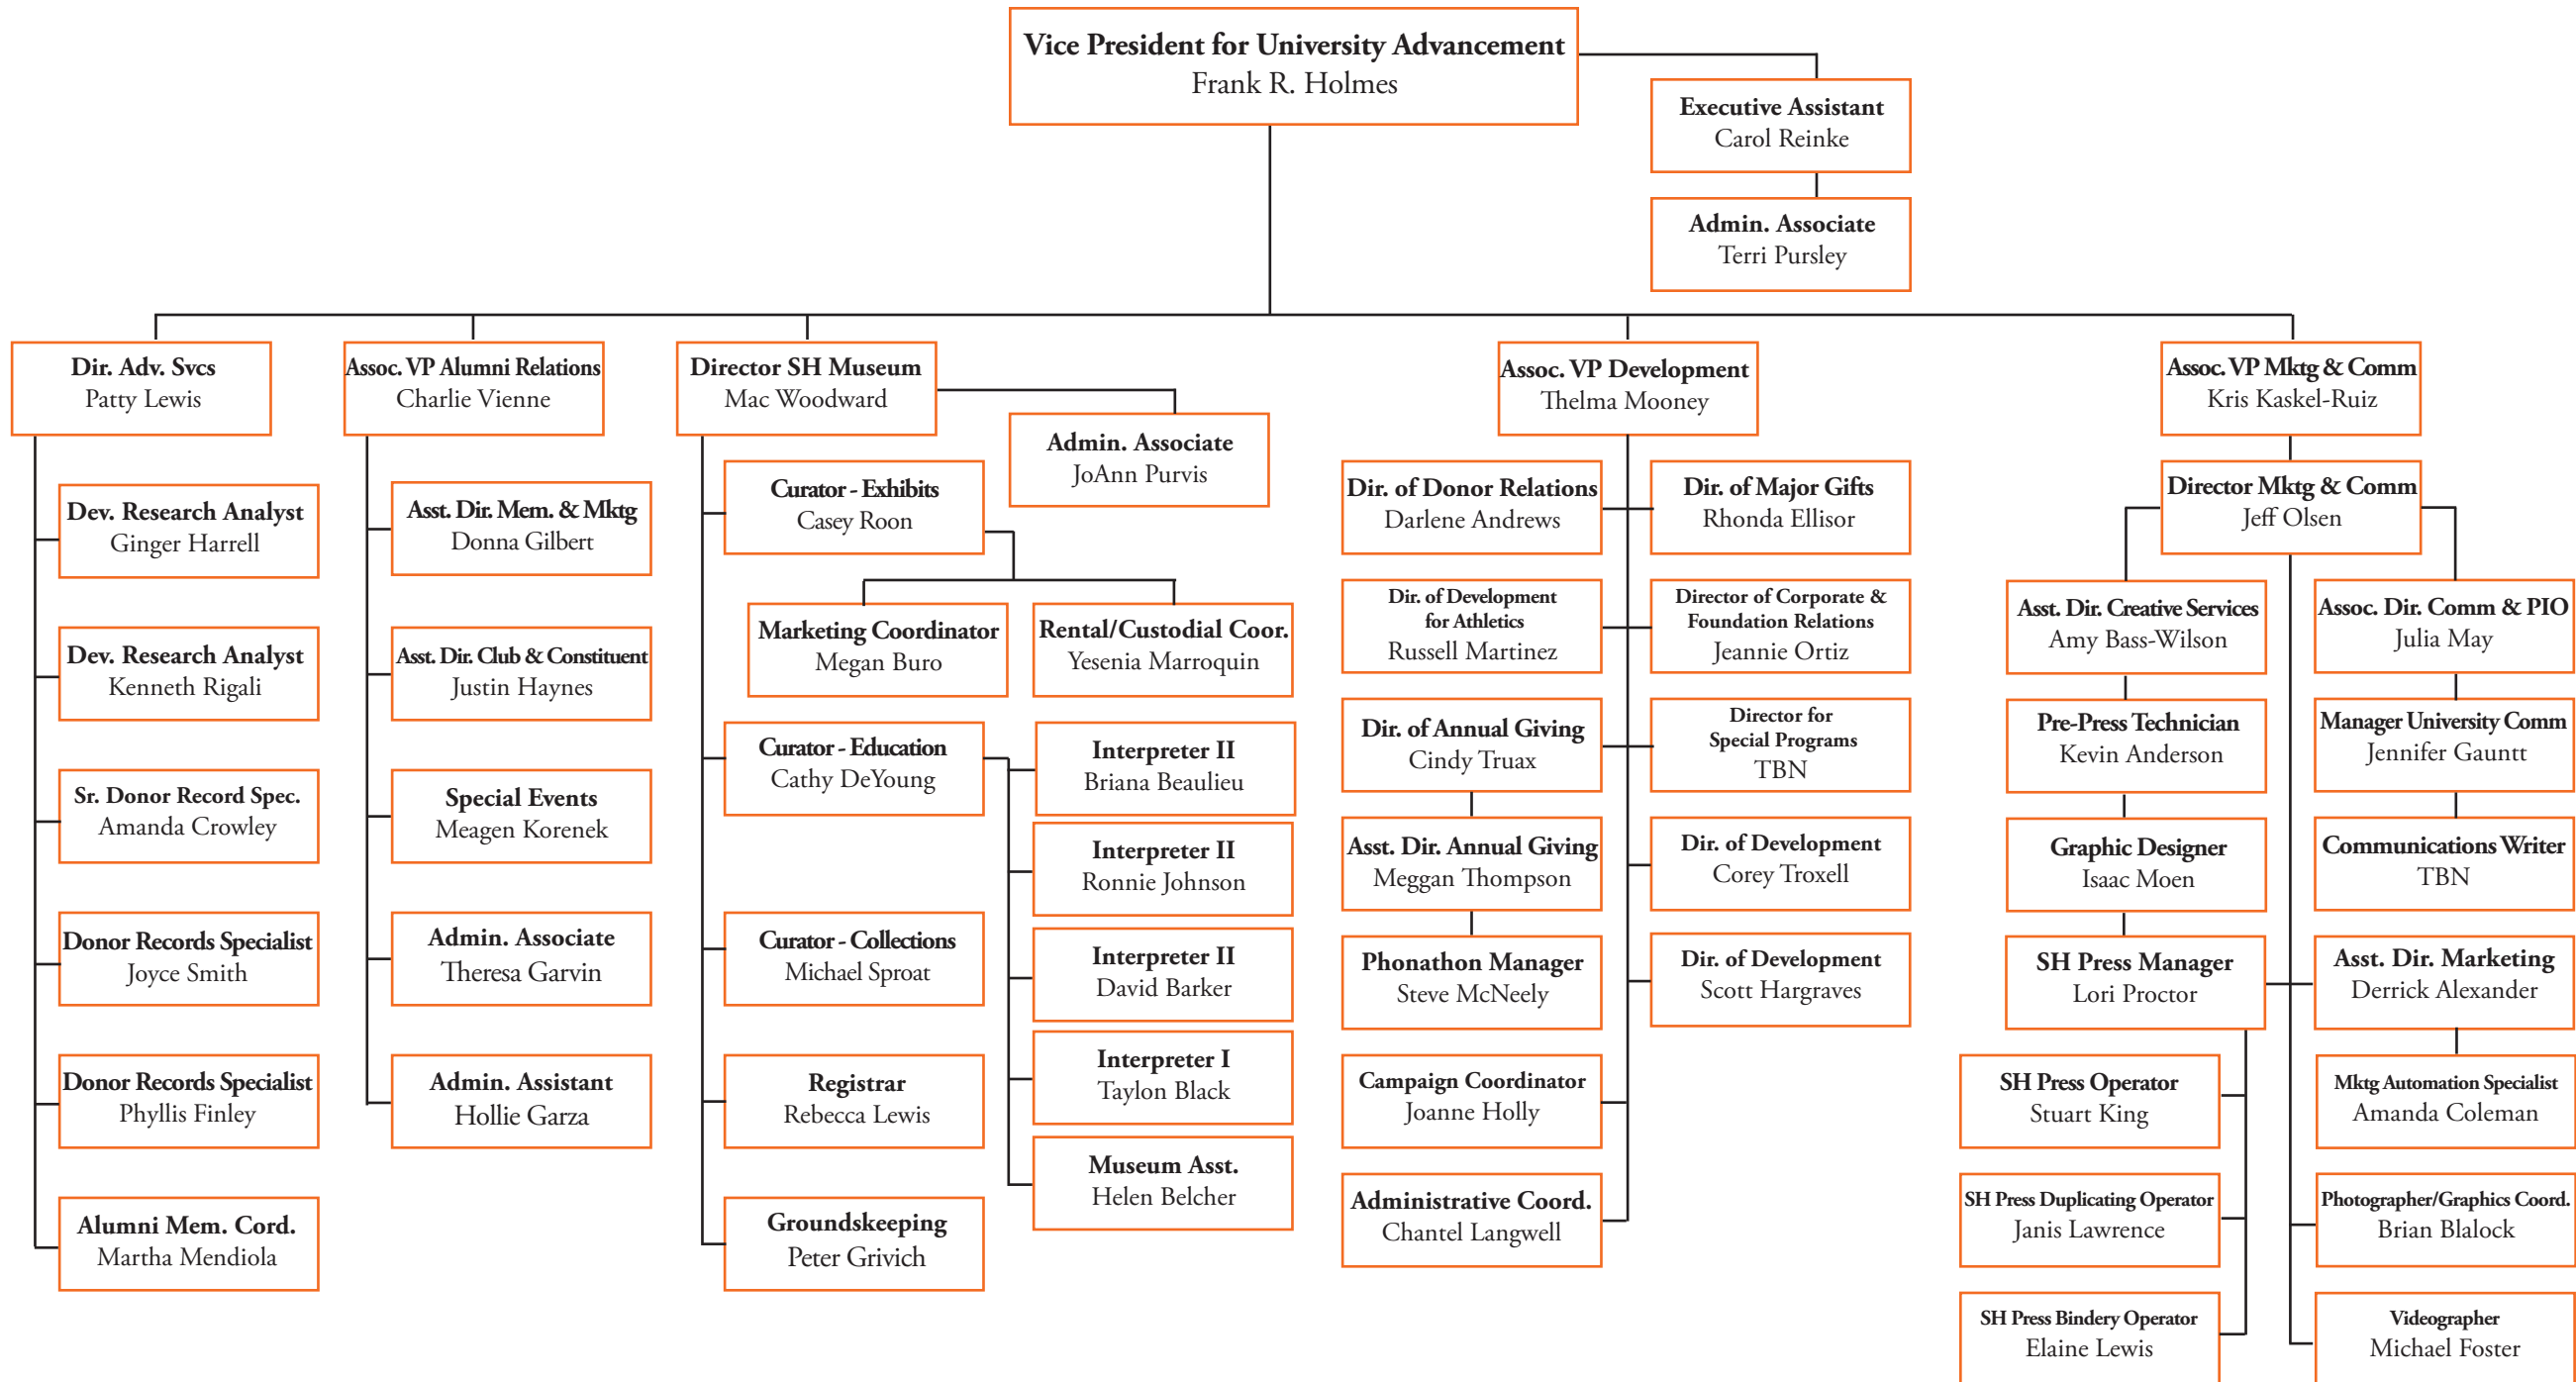 Vice President for University Advancement
Frank R. Holmes
Executive Assistant
Carol Reinke
Admin. Associate
Terri Pursley
Dir. Adv. Svcs
Patty Lewis
Dev. Research Analyst
Ginger Harrell
Dev. Research Analyst
Kenneth Rigali
Sr. Donor Record Spec.
Amanda Crowley
Donor Records Specialist
Joyce Smith
Donor Records Specialist
Phyllis Finley
Alumni Mem. Cord.
Martha Mendiola
Assoc. VP Alumni Relations
Charlie Vienne
Asst. Dir. Mem. & Mktg
Donna Gilbert
Asst. Dir. Club & Constituent
Justin Haynes
Special Events
Meagen Korenek
Admin. Associate
Theresa Garvin
Admin. Assistant
Hollie Garza
Director SH Museum
Mac Woodward
Admin. Associate
JoAnn Purvis
Curator - Exhibits
Casey Roon
Marketing Coordinator
Megan Buro
Rental/Custodial Coor.
Yesenia Marroquin
Curator - Education
Cathy DeYoung
Interpreter II
Briana Beaulieu
Interpreter II
Ronnie Johnson
Interpreter II
David Barker
Interpreter I
Taylon Black
Museum Asst.
Helen Belcher
Curator - Collections
Michael Sproat
Registrar
Rebecca Lewis
Groundskeeping
Peter Grivich
Assoc. VP Development
Thelma Mooney
Dir. of Donor Relations
Darlene Andrews
Dir. of Major Gifts
Rhonda Ellisor
Dir. of Development
for Athletics
Russell Martinez
Director of Corporate &
Foundation Relations
Jeannie Ortiz
Dir. of Annual Giving
Cindy Truax
Director for
Special Programs
TBN
Asst. Dir. Annual Giving
Meggan Thompson
Dir. of Development
Corey Troxell
Phonathon Manager
Steve McNeely
Dir. of Development
Scott Hargraves
Campaign Coordinator
Joanne Holly
Administrative Coord.
Chantel Langwell
Assoc. VP Mktg & Comm
Kris Kaskel-Ruiz
Director Mktg & Comm
Jeff Olsen
Asst. Dir. Creative Services
Amy Bass-Wilson
Assoc. Dir. Comm & PIO
Julia May
Pre-Press Technician
Kevin Anderson
Manager University Comm
Jennifer Gauntt
Graphic Designer
Isaac Moen
Communications Writer
TBN
SH Press Manager
Lori Proctor
Asst. Dir. Marketing
Derrick Alexander
SH Press Operator
Stuart King
Mktg Automation Specialist
Amanda Coleman
SH Press Duplicating Operator
Janis Lawrence
Photographer/Graphics Coord.
Brian Blalock
SH Press Bindery Operator
Elaine Lewis
Videographer
Michael Foster